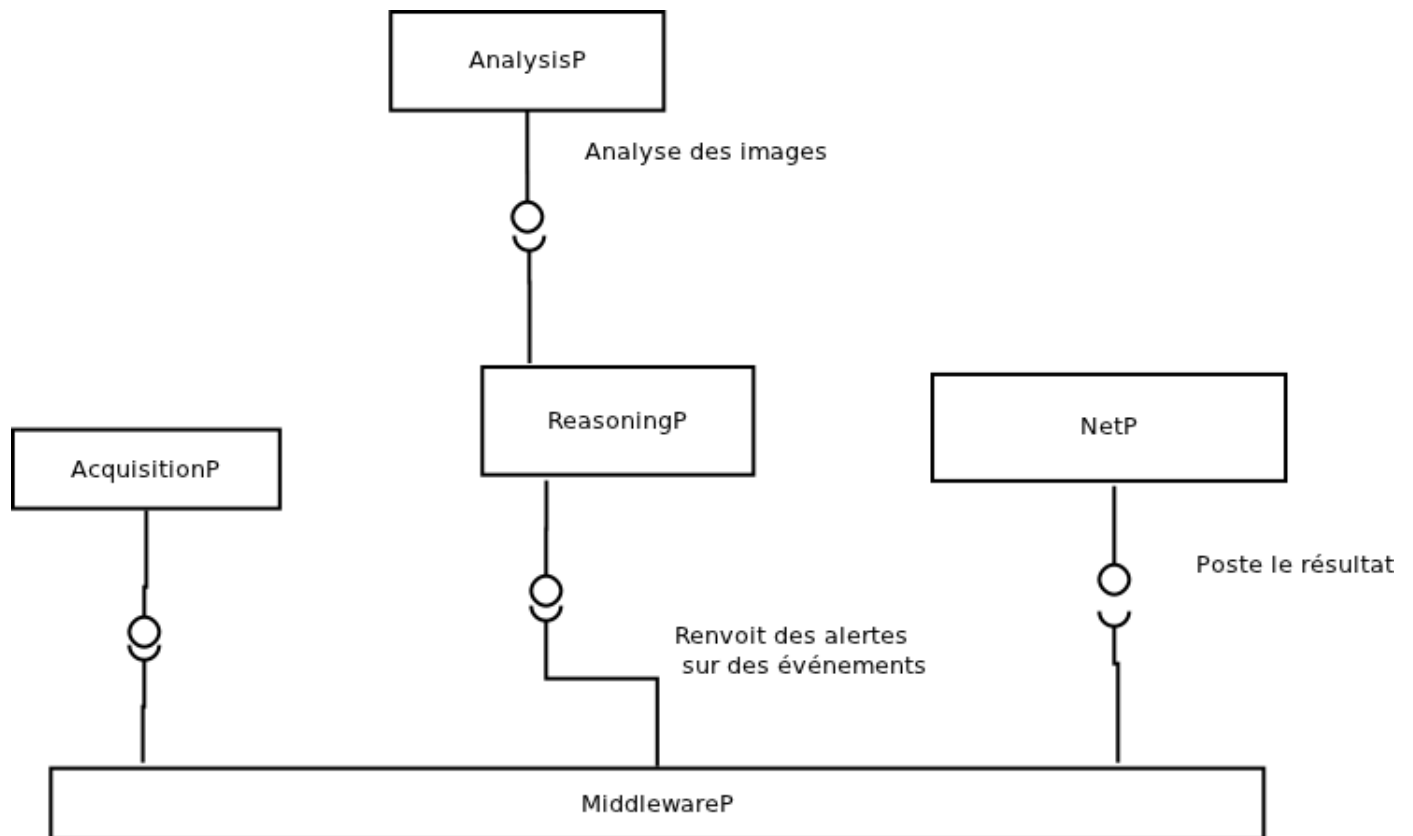 AnalysisP
Analyse des images
ReasoningP
NetP
AcquisitionP
Poste le résultat
Renvoit des alertes
sur des événements
MiddlewareP